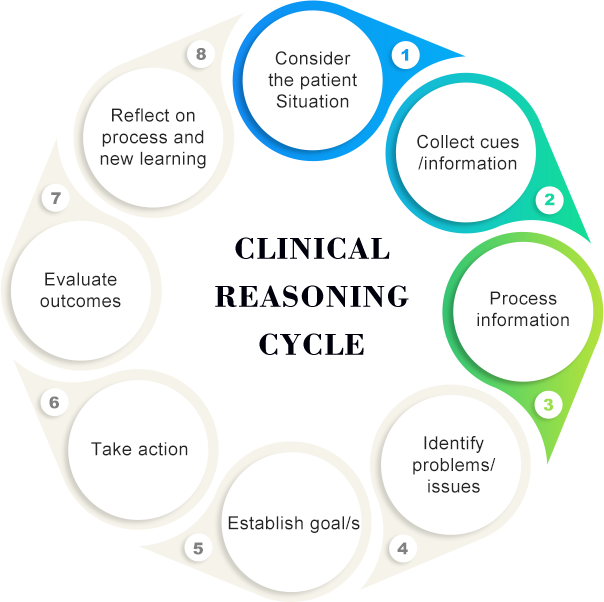 CLINICAL
REASONING
CYCLE
1
Consider
the patient
Situation
2
Collect cues
/information
3
Process
information
4
Identify
problems/
issues
5
Establish goal/s
6
Take action
7
Evaluate
outcomes
8
Reflect on
process and
new learning